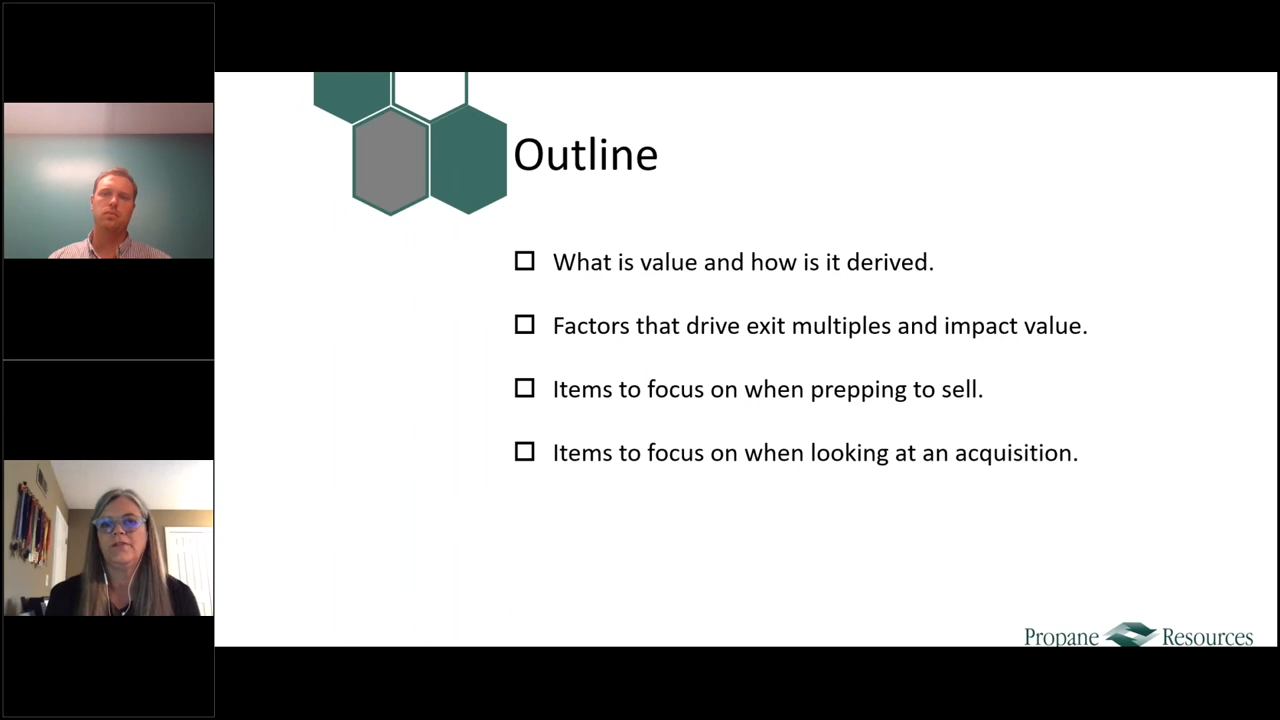 Outline
What is value and how is it derived.
Factors that drive exit multiples and impact value.
Items to focus on when prepping to sell.
Items to focus on when looking at an acquisition.
Propane Resources